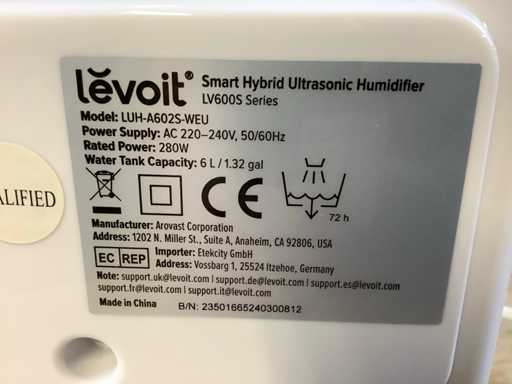 levoit® Smart Hybrid Ultrasonic Humidifier
LV600S Series
Model: LUH-A602S-WEU
Power Supply: AC 220–240V, 50/60Hz
Rated Power: 280W
Water Tank Capacity: 6 L / 1.32 gal
CE
72 h
Manufacturer: Arovast Corporation
Address: 1202 N. Miller St., Suite A, Anaheim, CA 92806, USA
EC REP
Importer: Etekcity GmbH
Address: Vossbarg 1, 25524 Itzehoe, Germany
Note: support.uk@levoit.com | support.de@levoit.com | support.es@levoit.com
support.fr@levoit.com | support.it@levoit.com
Made in China
B/N: 23501665240300812
ALIFIED